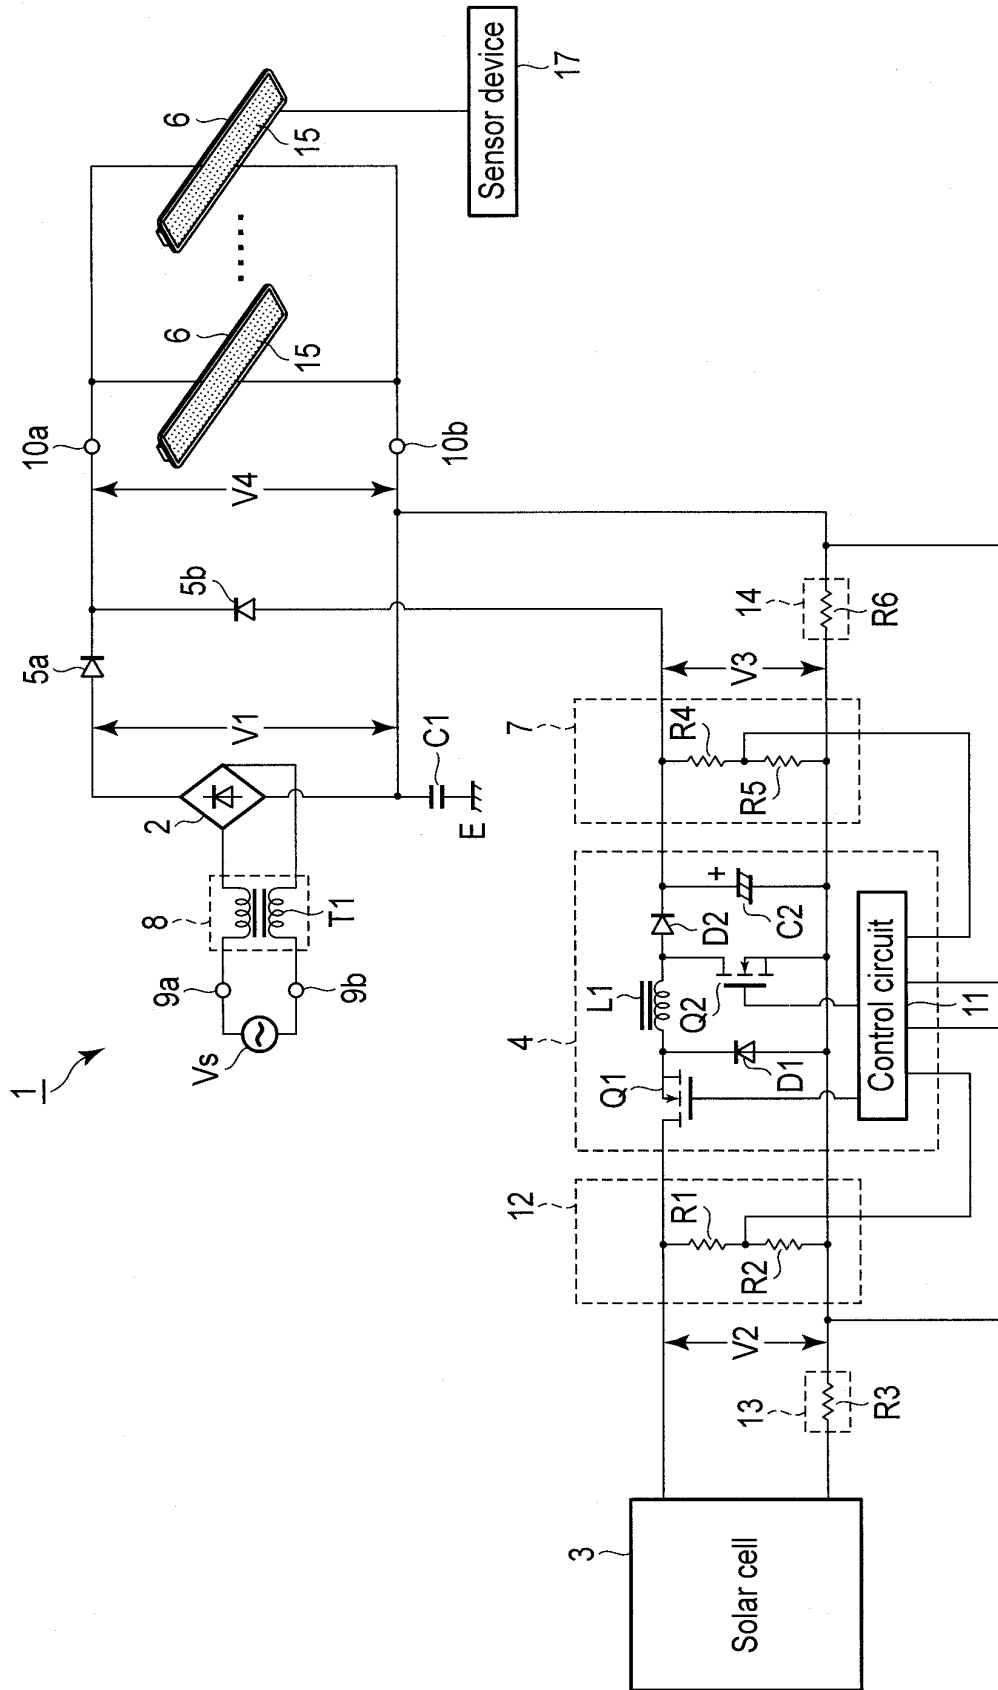 1
Vs
9a
9b
8
T1
2
V1
C1
E
5a
5b
V4
10a
10b
6
15
6
15
Sensor device
17
3
Solar cell
13
R3
V2
12
R1
R2
4
Q1
D1
L1
Q2
D2
+
C2
Control circuit
11
7
R4
R5
V3
14
R6